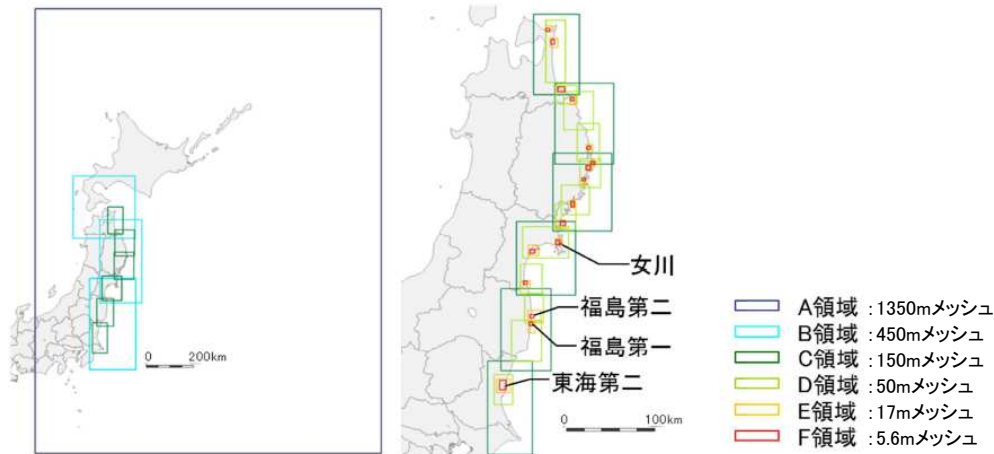 0 200km
女川
福島第二
福島第一
東海第二
0 100km
A領域 :1350mメッシュ
B領域 :450mメッシュ
C領域 :150mメッシュ
D領域 :50mメッシュ
E領域 :17mメッシュ
F領域 :5.6mメッシュ